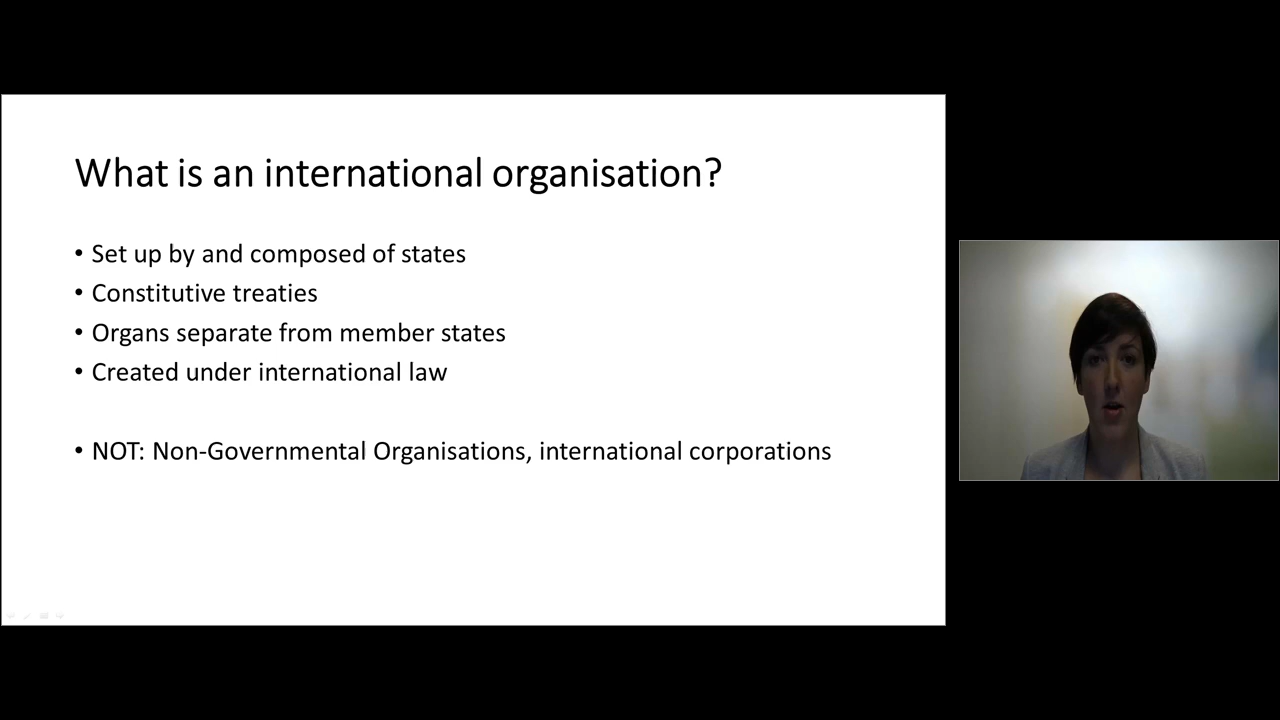 What is an international organisation?
• Set up by and composed of states
• Constitutive treaties
• Organs separate from member states
• Created under international law
• NOT: Non-Governmental Organisations, international corporations